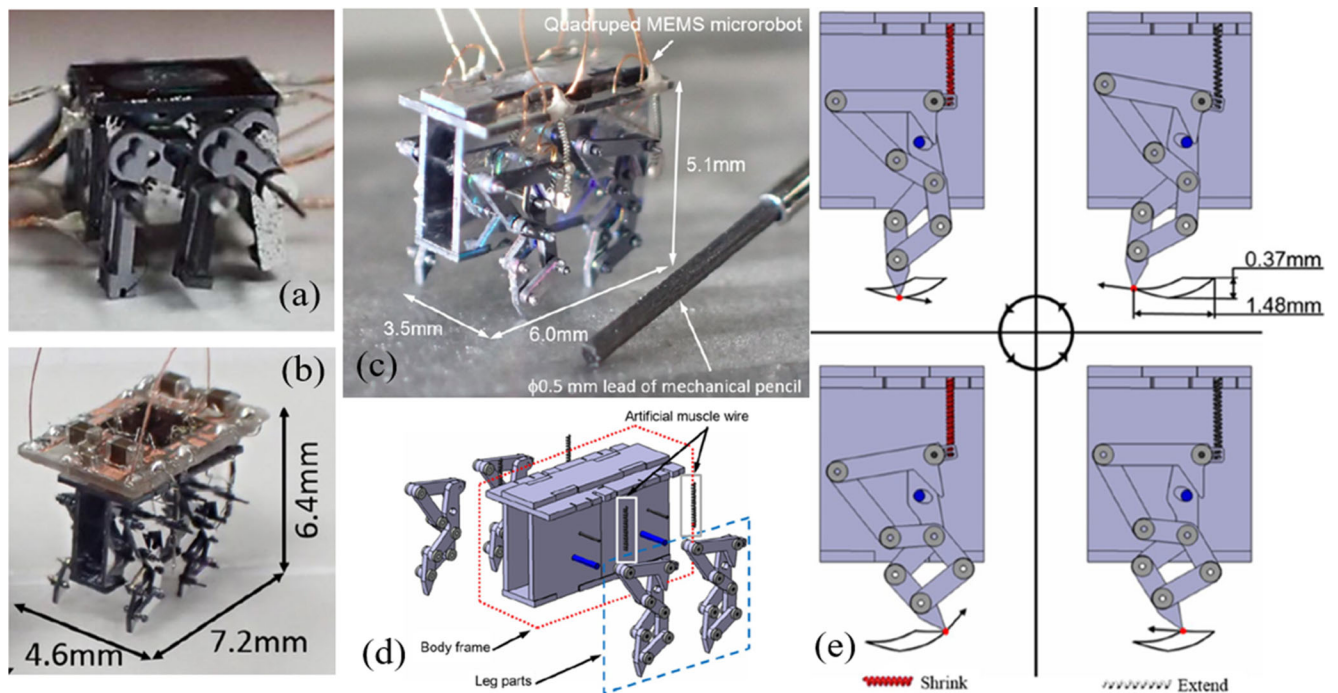 (a)
Quadruped MEMS microrobot
5.1mm
3.5mm
6.0mm
ϕ0.5 mm lead of mechanical pencil
(c)
(b)
6.4mm
4.6mm
7.2mm
Artificial muscle wire
Body frame
Leg parts
(d)
0.37mm
1.48mm
(e)
Shrink
Extend